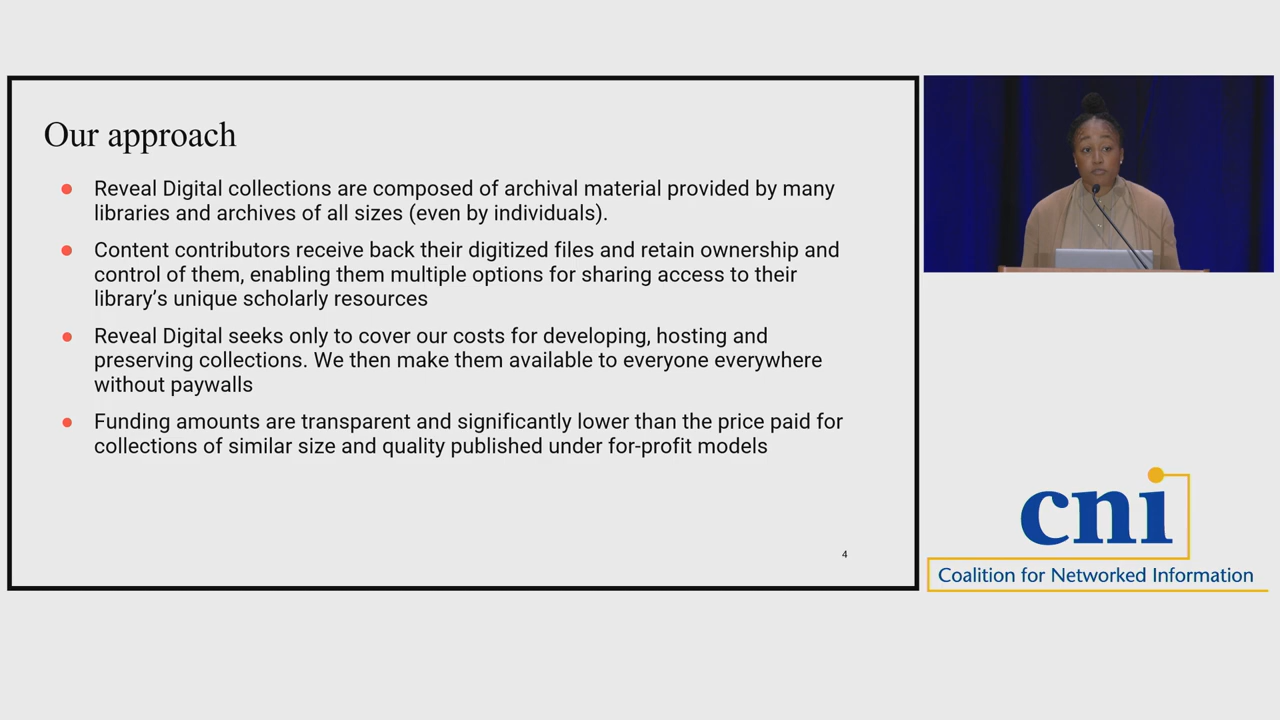 Our approach
Reveal Digital collections are composed of archival material provided by many
libraries and archives of all sizes (even by individuals).
Content contributors receive back their digitized files and retain ownership and
control of them, enabling them multiple options for sharing access to their
library’s unique scholarly resources
Reveal Digital seeks only to cover our costs for developing, hosting and
preserving collections. We then make them available to everyone everywhere
without paywalls
Funding amounts are transparent and significantly lower than the price paid for
collections of similar size and quality published under for-profit models
4
cni
Coalition for Networked Information